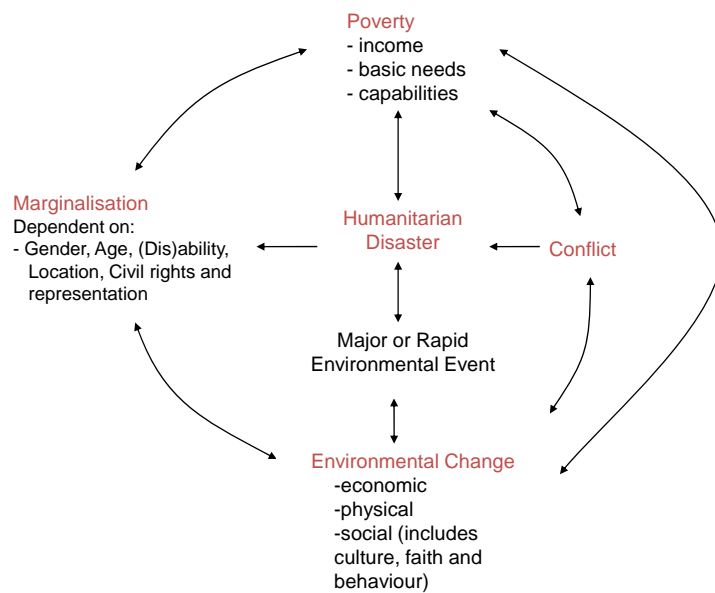 Poverty
- income
- basic needs
- capabilities
Marginalisation
Dependent on:
- Gender, Age, (Dis)ability,
Location, Civil rights and
representation
Humanitarian
Disaster
Conflict
Major or Rapid
Environmental Event
Environmental Change
-economic
-physical
-social (includes
culture, faith and
behaviour)